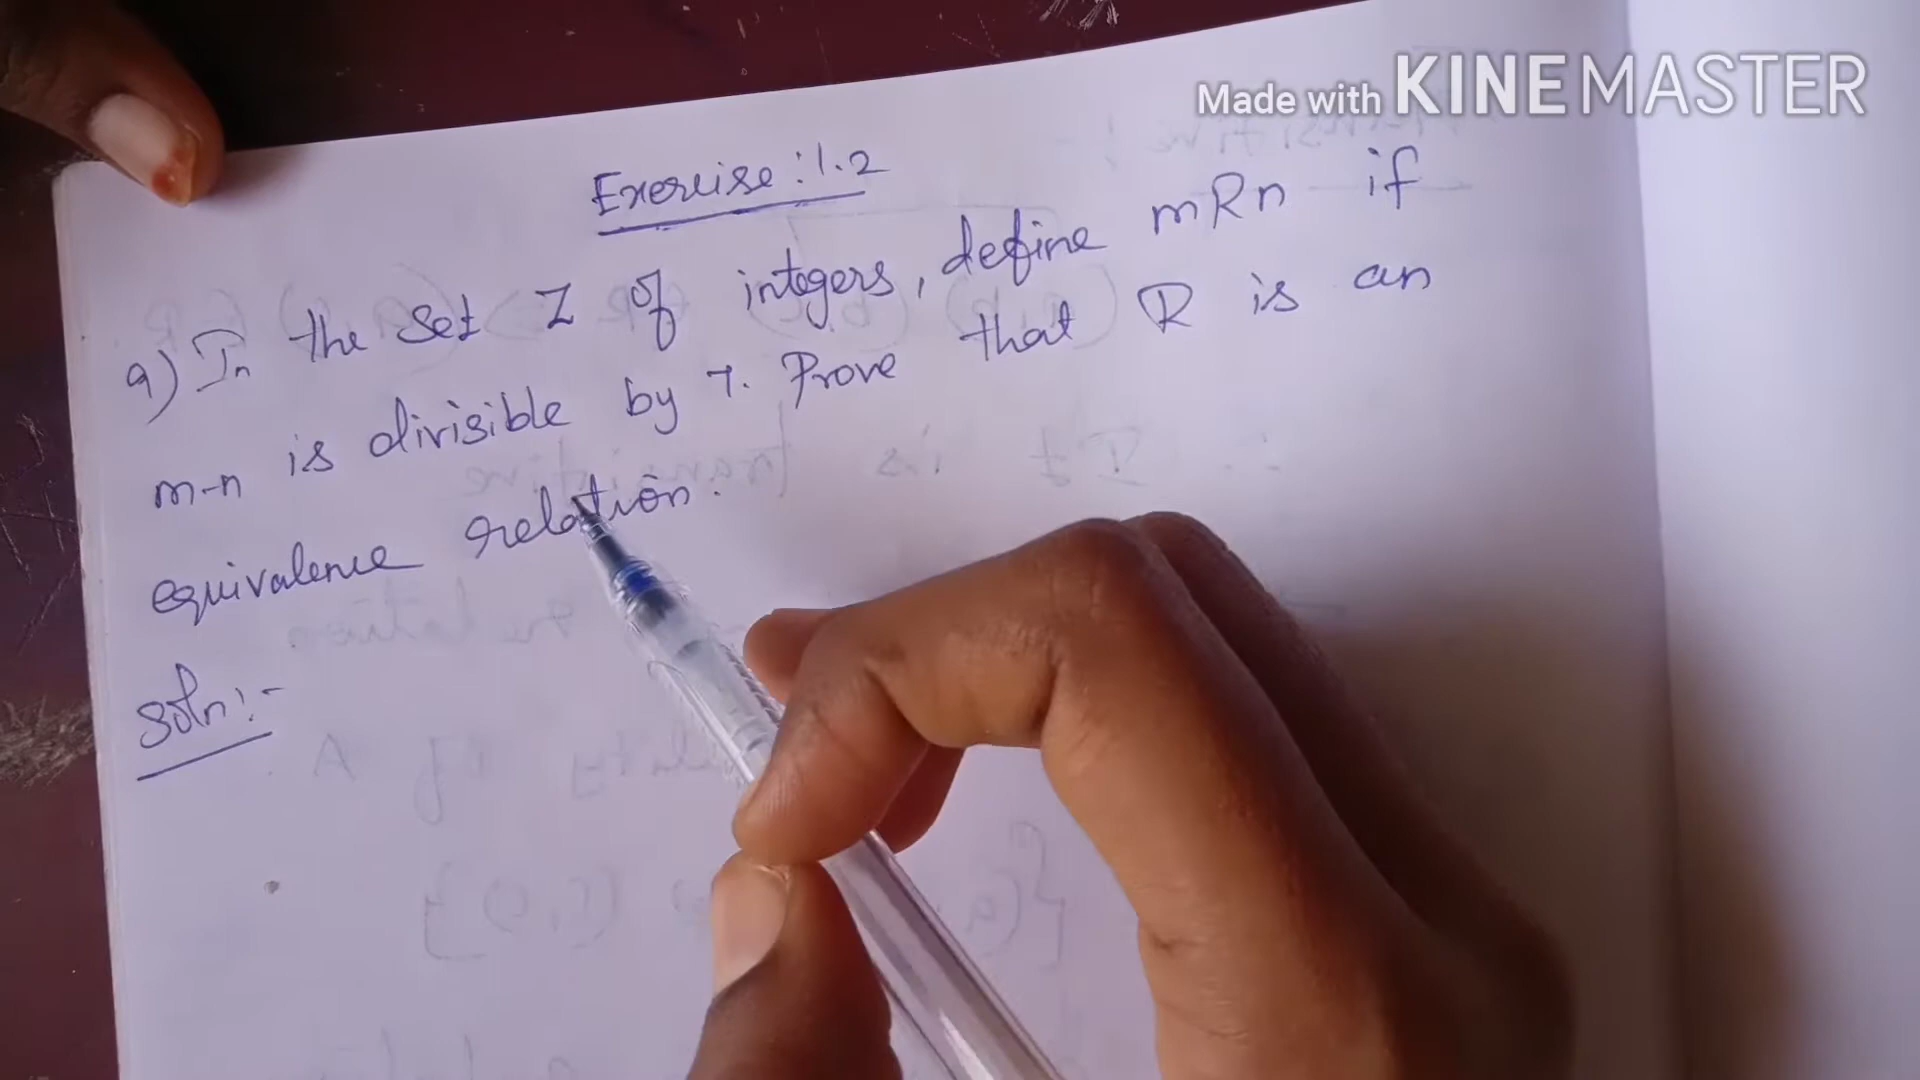 Made with KINEMASTER
Exercise : 1.2
9) In the set Z of integers, define mRn if
m-n is divisible by 7. Prove that R is an
equivalence relation.
Soln:-